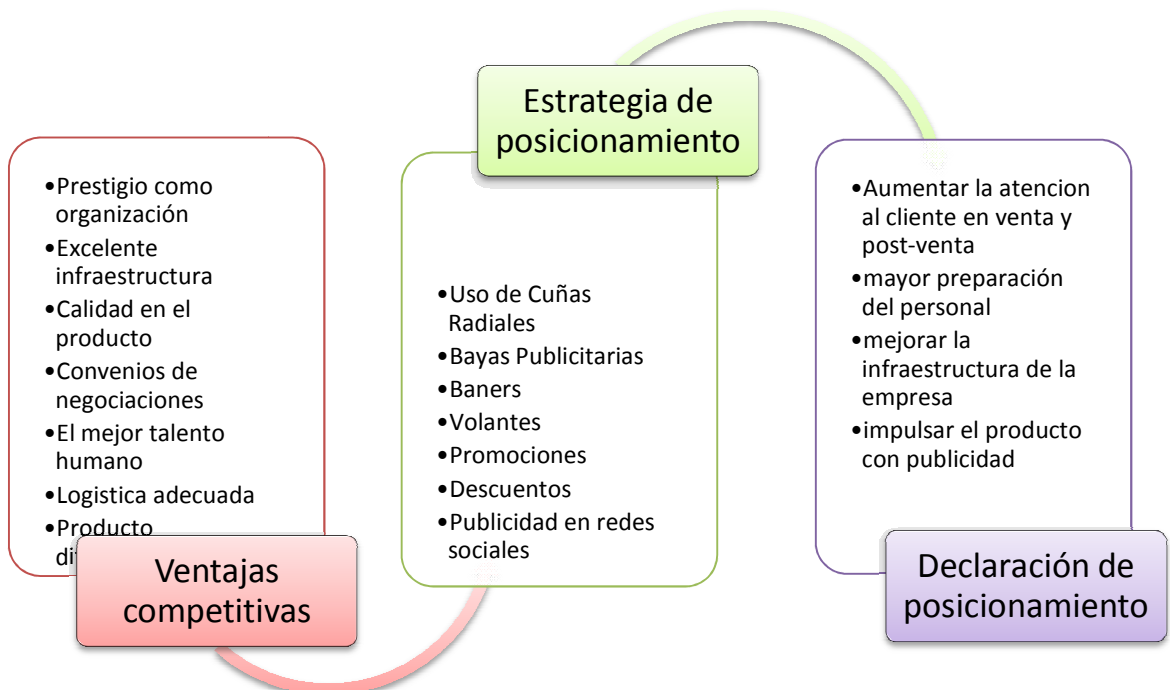 •Prestigio como
organización
•Excelente
infraestructura
•Calidad en el
producto
•Convenios de
negociaciones
•El mejor talento
humano
•Logistica adecuada
•Producto
Ventajas
competitivas
Estrategia de
posicionamiento
•Uso de Cuñas
Radiales
•Bayas Publicitarias
•Baners
•Volantes
•Promociones
•Descuentos
•Publicidad en redes
sociales
•Aumentar la atencion
al cliente en venta y
post-venta
•mayor preparación
del personal
•mejorar la
infraestructura de la
empresa
•impulsar el producto
con publicidad
Declaración de
posicionamiento